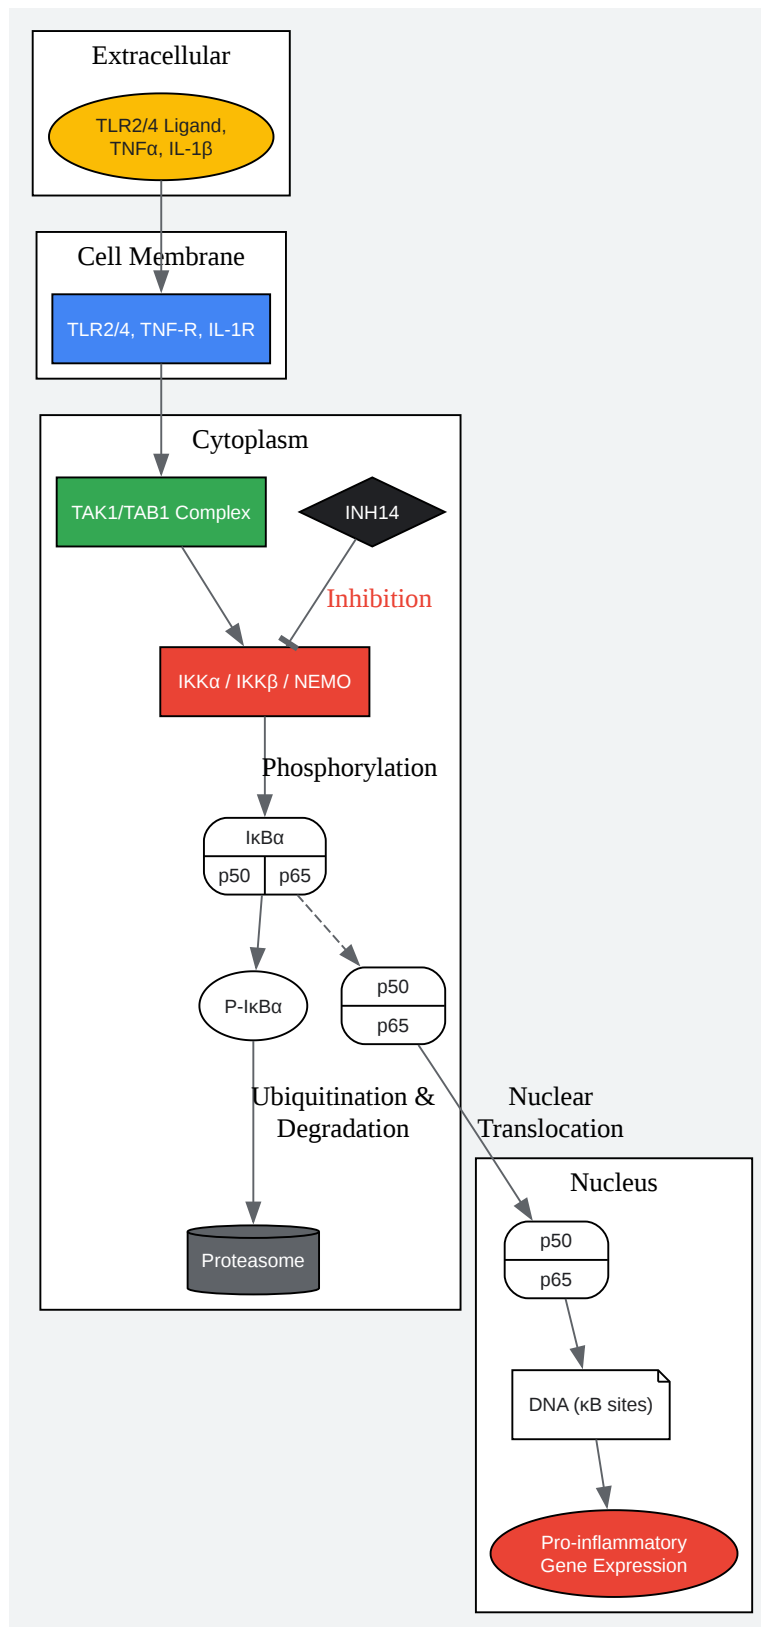 Extracellular
TLR2/4 Ligand,
TNFα, IL-1β
Cell Membrane
TLR2/4, TNF-R, IL-1R
Cytoplasm
TAK1/TAB1 Complex
INH14
Inhibition
IKKα / IKKβ / NEMO
Phosphorylation
IκBα
p50 p65
P-IκBα
p50
p65
Ubiquitination &
Degradation
Nuclear
Translocation
Proteasome
Nucleus
p50
p65
DNA (κB sites)
Pro-inflammatory
Gene Expression